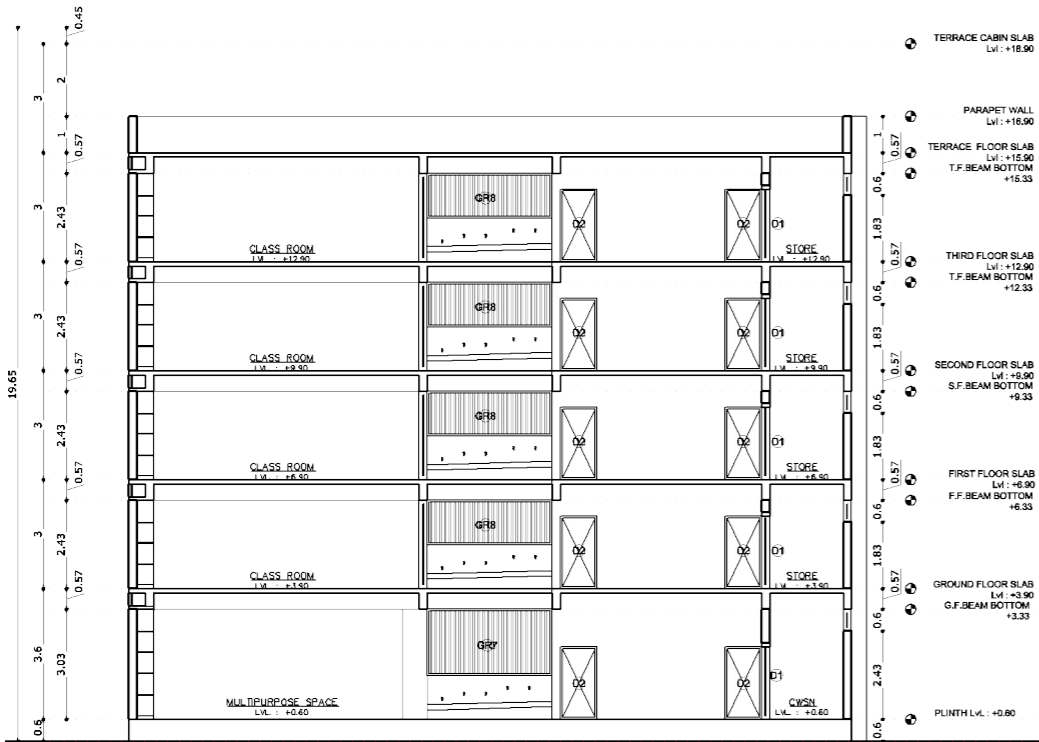 0.45
TERRACE CABIN SLAB
Lvl : +18.90
2
3
PARAPET WALL
Lvl : +16.90
1
1
0.57
0.57
TERRACE FLOOR SLAB
Lvl : +15.90
T.F.BEAM BOTTOM
+15.33
0.6
GR8
3
2.43
D2
D2
D1
1.83
CLASS ROOM
LVL : +12.90
STORE
LVL : +12.90
0.57
0.57
THIRD FLOOR SLAB
Lvl : +12.90
T.F.BEAM BOTTOM
+12.33
0.6
GR8
3
2.43
D2
D2
D1
1.83
CLASS ROOM
LVL : +9.90
STORE
LVL : +9.90
0.57
0.57
SECOND FLOOR SLAB
Lvl : +9.90
S.F.BEAM BOTTOM
+9.33
19.65
0.6
GR8
3
2.43
D2
D2
D1
1.83
CLASS ROOM
LVL : +6.90
STORE
LVL : +6.90
0.57
0.57
FIRST FLOOR SLAB
Lvl : +6.90
F.F.BEAM BOTTOM
+6.33
0.6
GR8
3
2.43
D2
D2
D1
1.83
CLASS ROOM
LVL : +3.90
STORE
LVL : +3.90
0.57
0.57
GROUND FLOOR SLAB
Lvl : +3.90
G.F.BEAM BOTTOM
+3.33
0.6
GR7
3.6
3.03
D2
D2
D1
2.43
MULTIPURPOSE SPACE
LVL. : +0.60
CWSN
LVL : +0.60
PLINTH LvL : +0.60
0.6
0.6